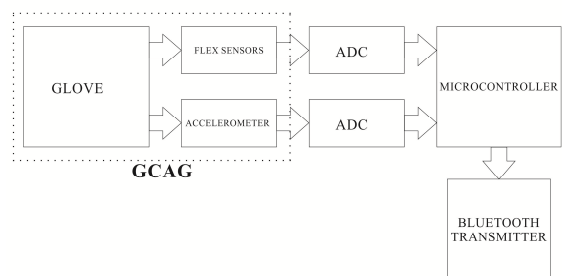 GLOVE
FLEX SENSORS
ADC
MICROCONTROLLER
ACCELEROMETER
ADC
GCAG
BLUETOOTH
TRANSMITTER